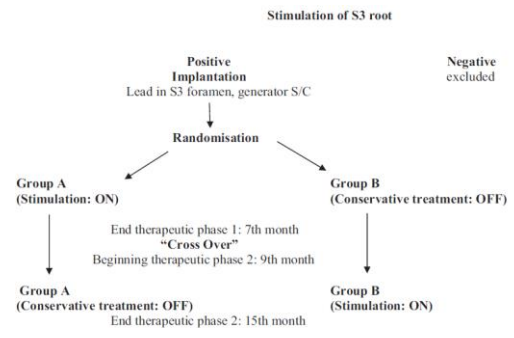 Stimulation of S3 root
Positive
Implantation
Lead in S3 foramen, generator S/C
Negative
excluded
Randomisation
Group A
(Stimulation: ON)
Group B
(Conservative treatment: OFF)
End therapeutic phase 1: 7th month
“Cross Over”
Beginning therapeutic phase 2: 9th month
Group A
(Conservative treatment: OFF)
Group B
(Stimulation: ON)
End therapeutic phase 2: 15th month